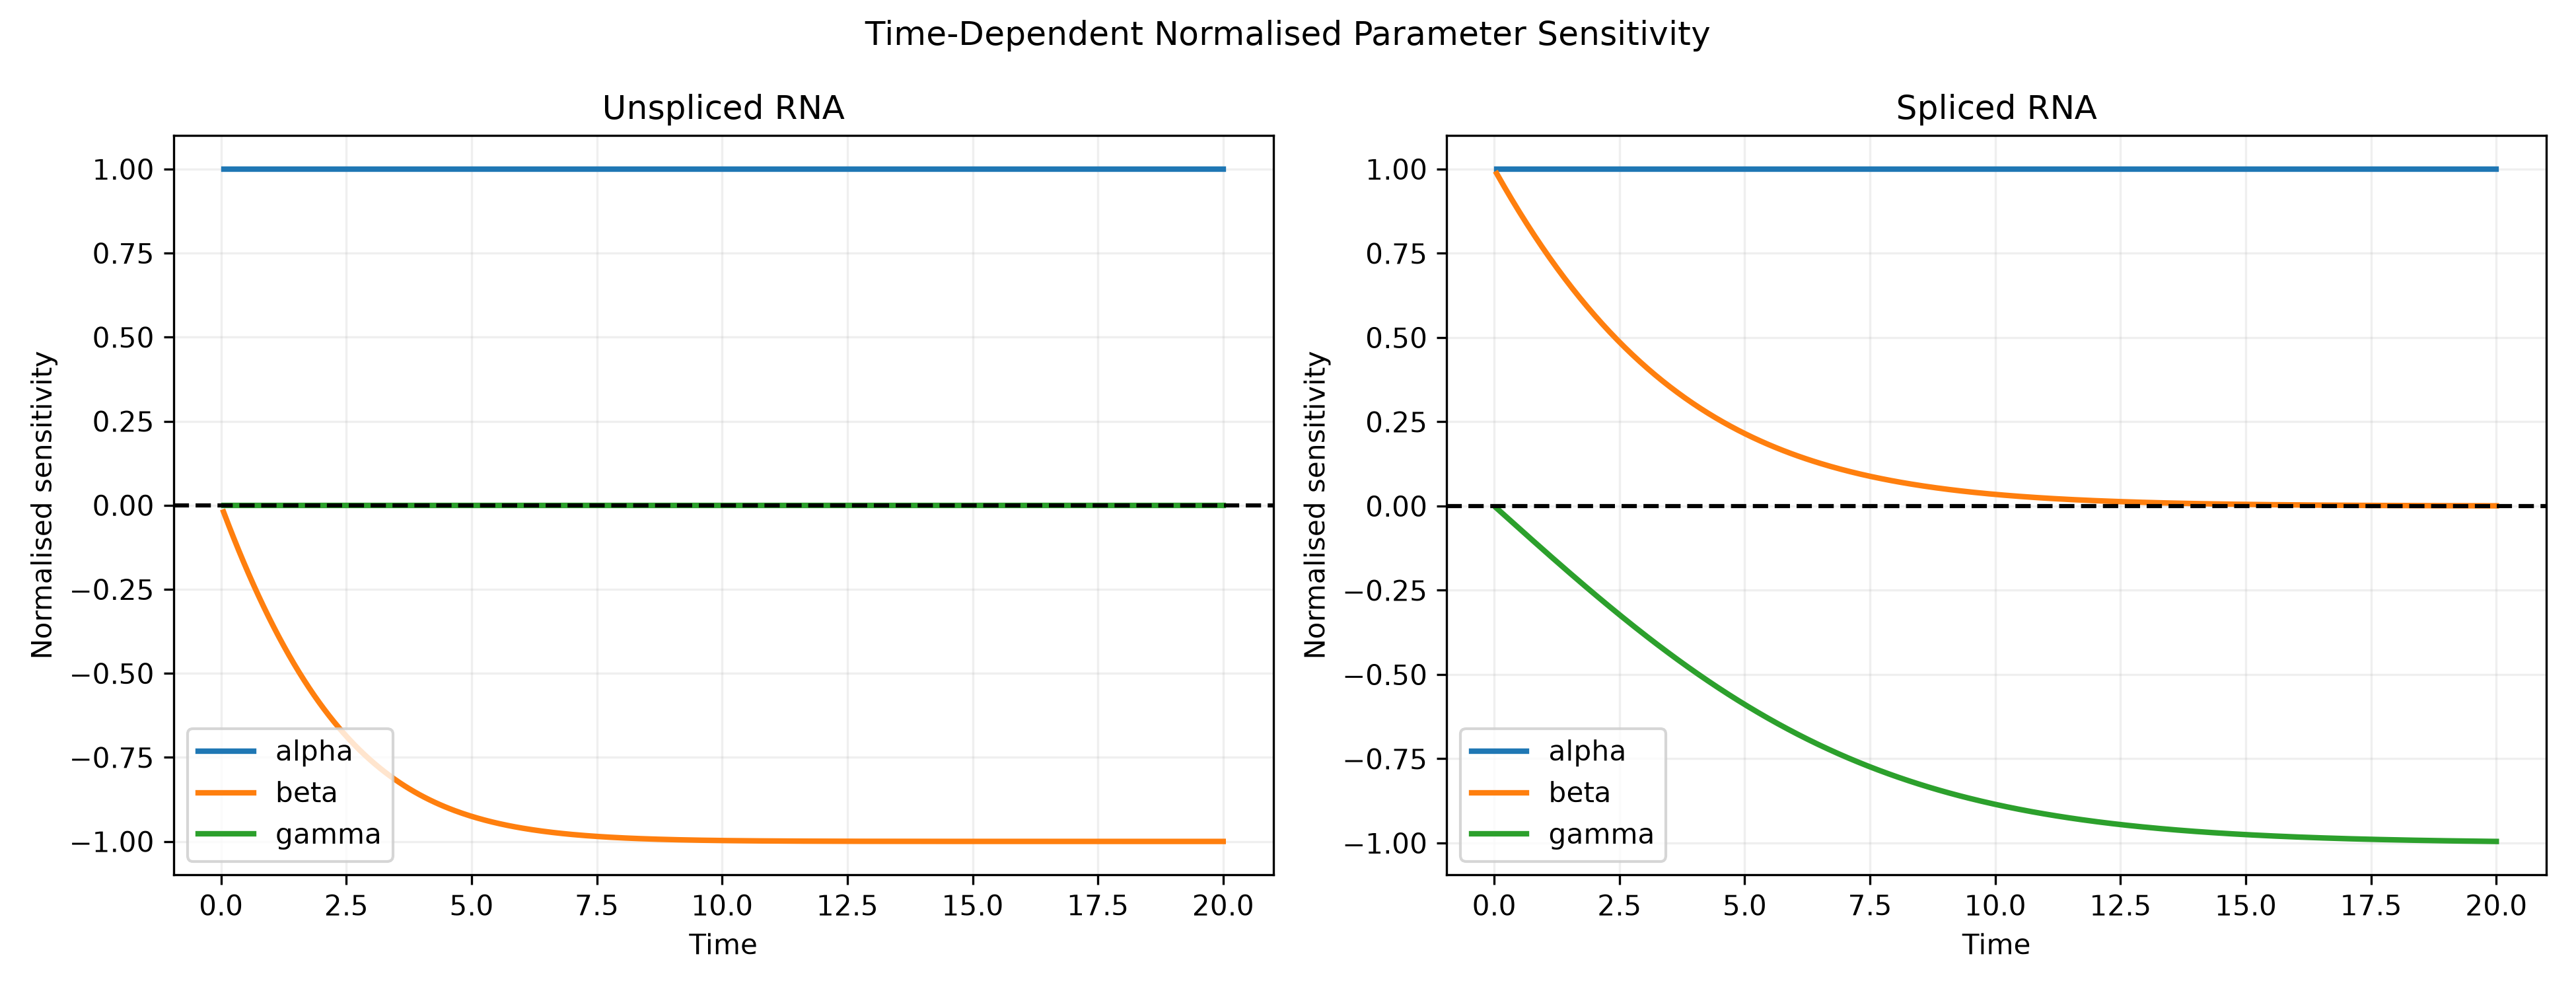 Time-Dependent Normalised Parameter Sensitivity
Unspliced RNA
Normalised sensitivity
1.00
0.75
0.50
0.25
0.00
−0.25
−0.50
−0.75
−1.00
alpha
beta
gamma
0.0 2.5 5.0 7.5 10.0 12.5 15.0 17.5 20.0
Time
Spliced RNA
Normalised sensitivity
1.00
0.75
0.50
0.25
0.00
−0.25
−0.50
−0.75
−1.00
alpha
beta
gamma
0.0 2.5 5.0 7.5 10.0 12.5 15.0 17.5 20.0
Time